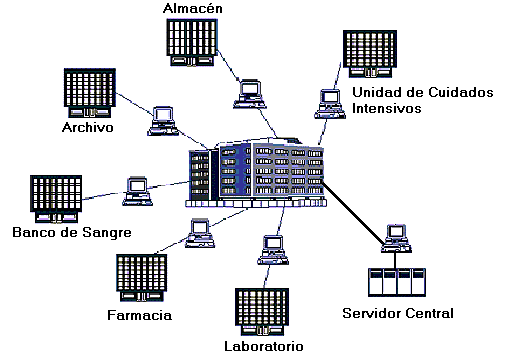 Almacén
Unidad de Cuidados
Intensivos
Archivo
Banco de Sangre
Farmacia
Servidor Central
Laboratorio